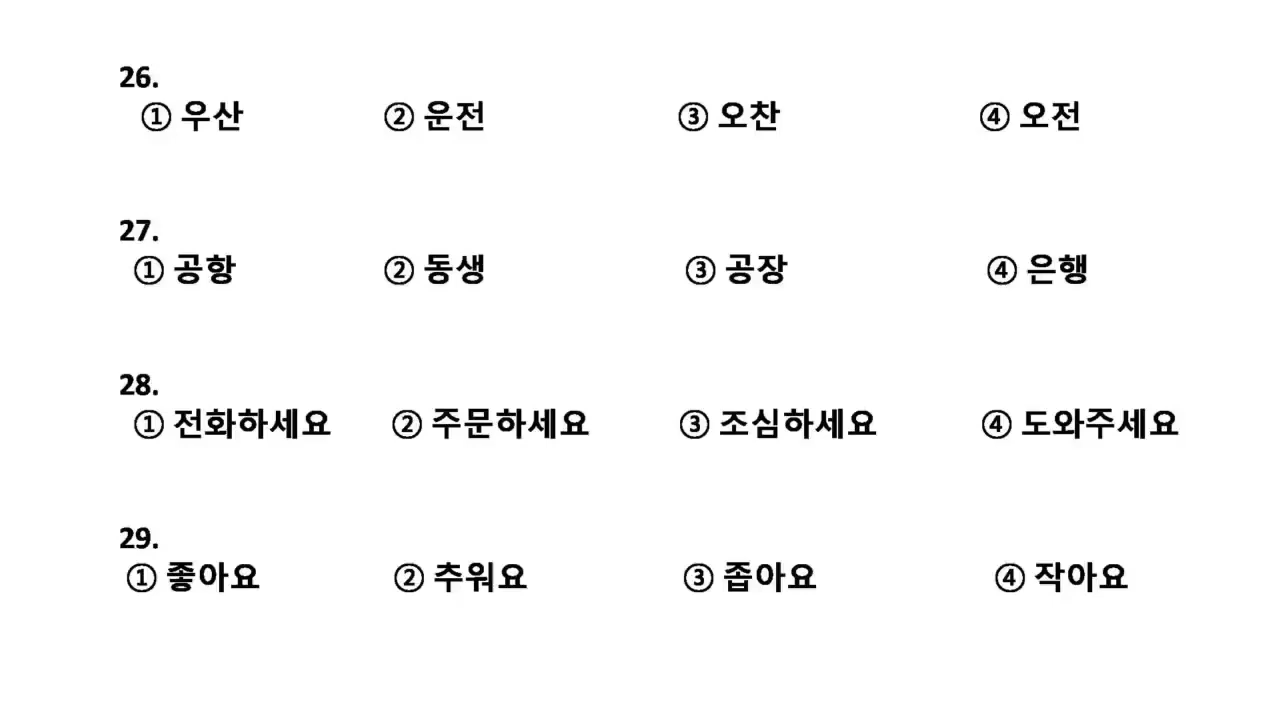 26.
① 우산 ② 운전 ③ 오찬 ④ 오전
27.
① 공항 ② 동생 ③ 공장 ④ 은행
28.
① 전화하세요 ② 주문하세요 ③ 조심하세요 ④ 도와주세요
29.
① 좋아요 ② 추워요 ③ 좁아요 ④ 작아요